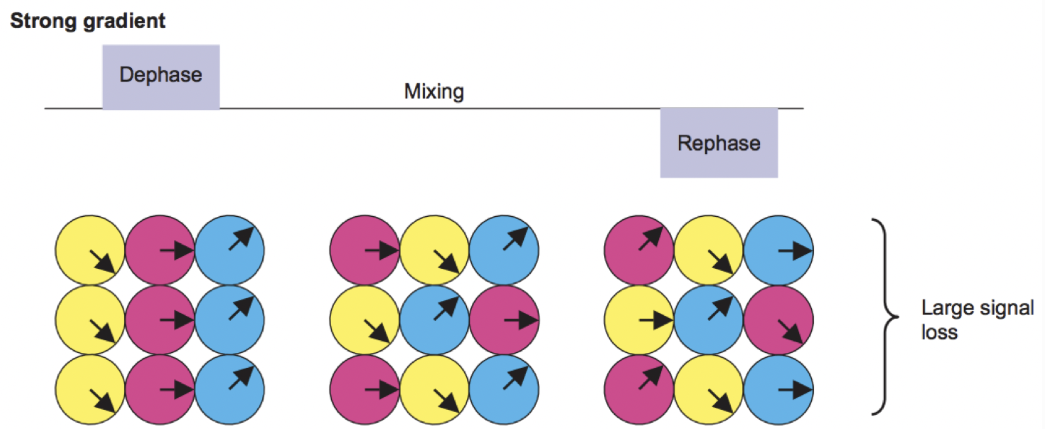 Strong gradient
Dephase
Mixing
Rephase
Large signal
loss